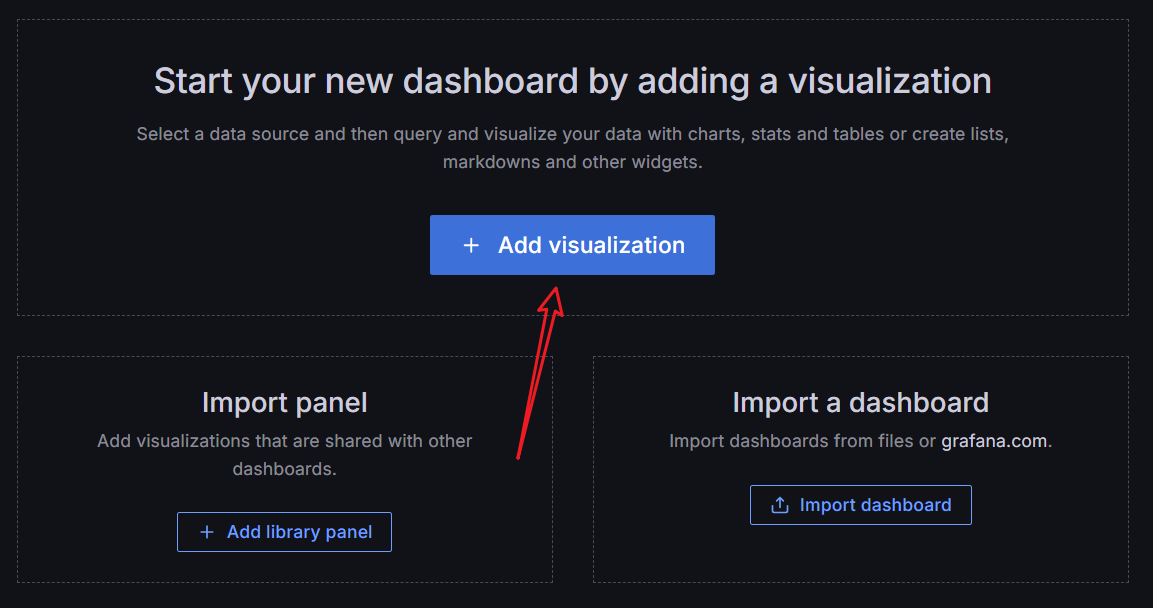 Start your new dashboard by adding a visualization
Select a data source and then query and visualize your data with charts, stats and tables or create lists,
markdowns and other widgets.
+ Add visualization
Import panel
Add visualizations that are shared with other
dashboards.
+ Add library panel
Import a dashboard
Import dashboards from files or grafana.com.
Import dashboard